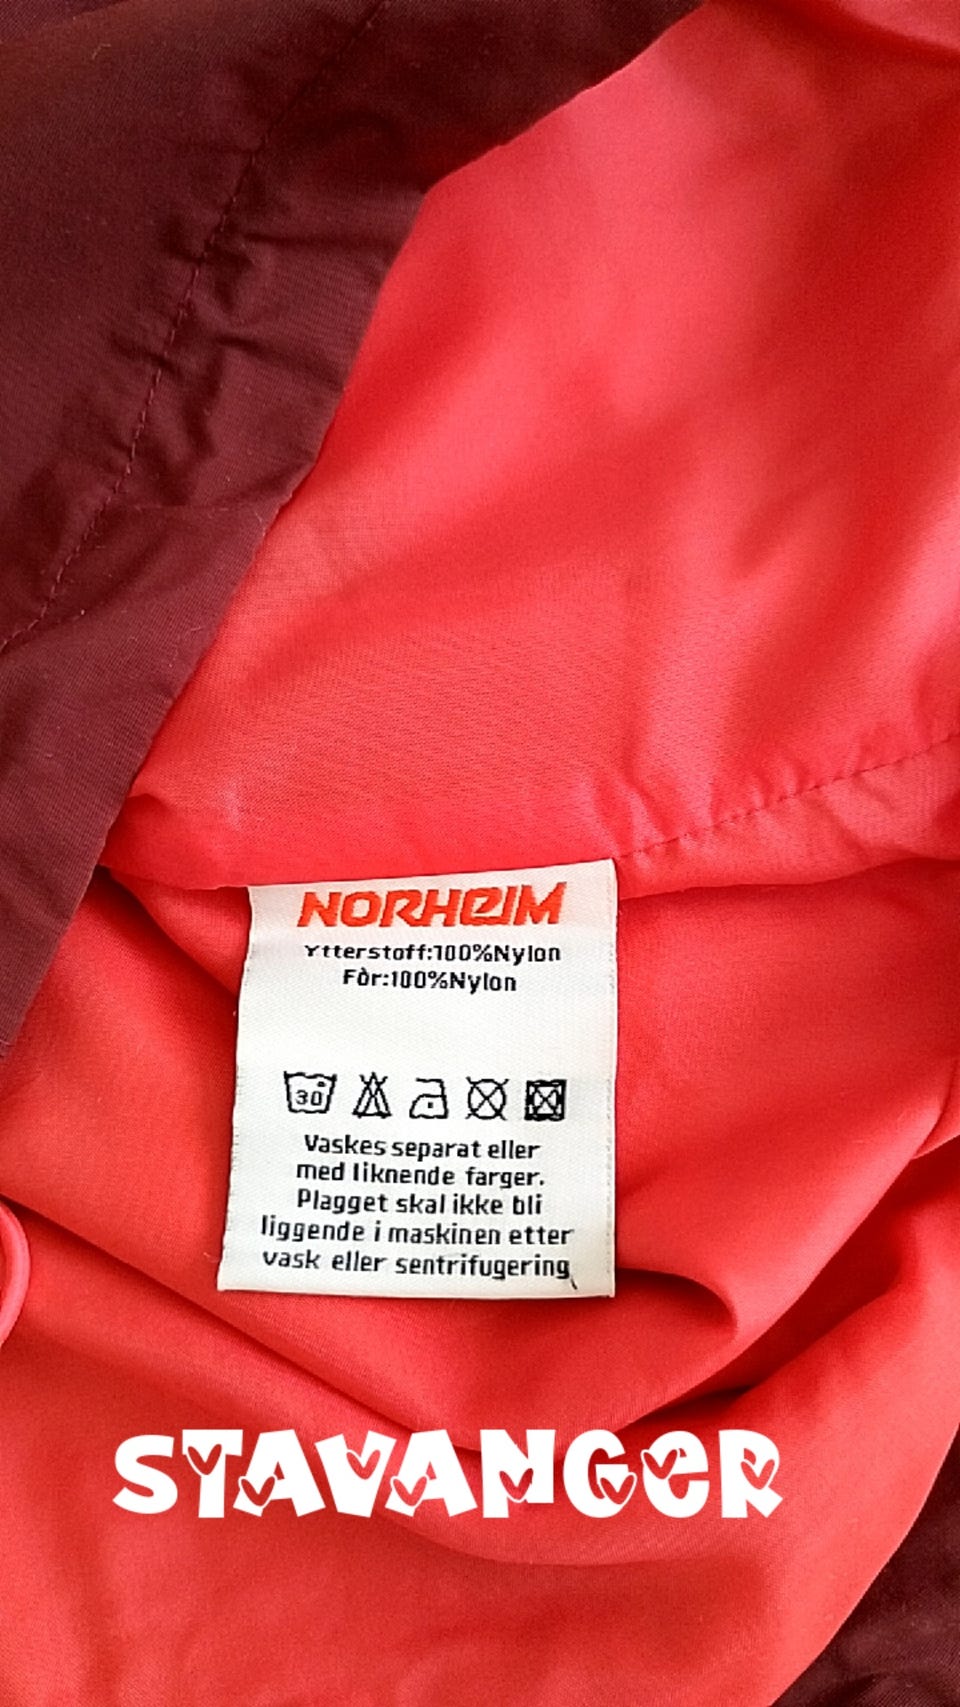 NORHEIM
Ytterstoff:100%Nylon
Fòr:100%Nylon
30
Vaskes separat eller
med liknende farger.
Plagget skal ikke bli
liggende i maskinen etter
vask eller sentrifugering
STAVANGER